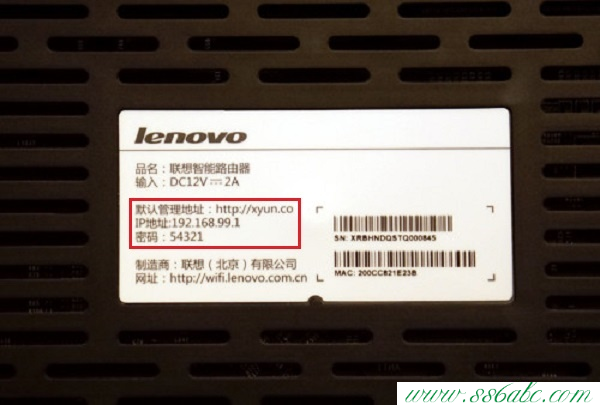 lenovo
品名：联想智能路由器
输入：DC12V⎓2A
默认管理地址：http://xyun.co
IP地址:192.168.99.1
密码：54321
制造商：联想（北京）有限公司
网址：http://wifi.lenovo.com.cn
SN: XRBHNDQSTQ000845
MAC: 200CC821E23B
www.886abc.com